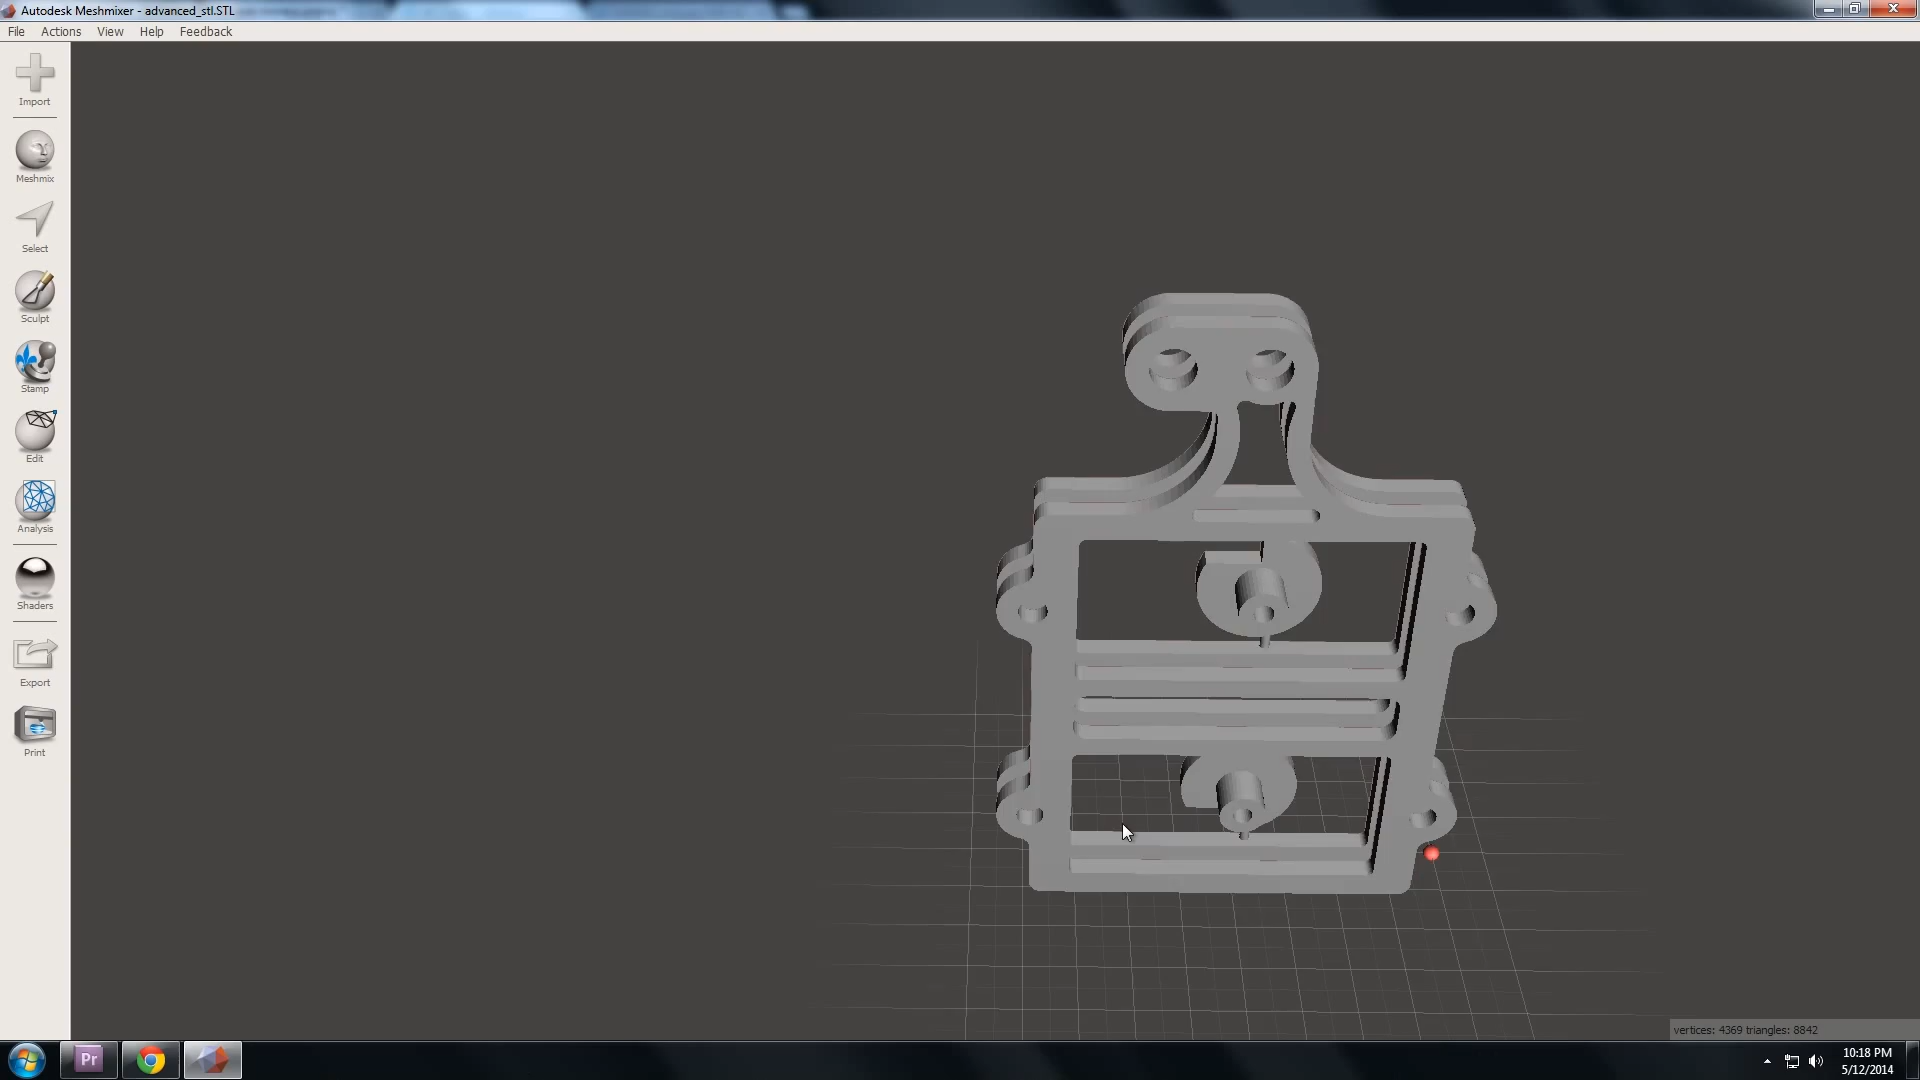 Autodesk Meshmixer - advanced_stl.STL
File Actions View Help Feedback
Import
Meshmix
Select
Sculpt
Stamp
Edit
Analysis
Shaders
Export
Print
vertices: 4369 triangles: 8842
Pr
10:18 PM
5/12/2014